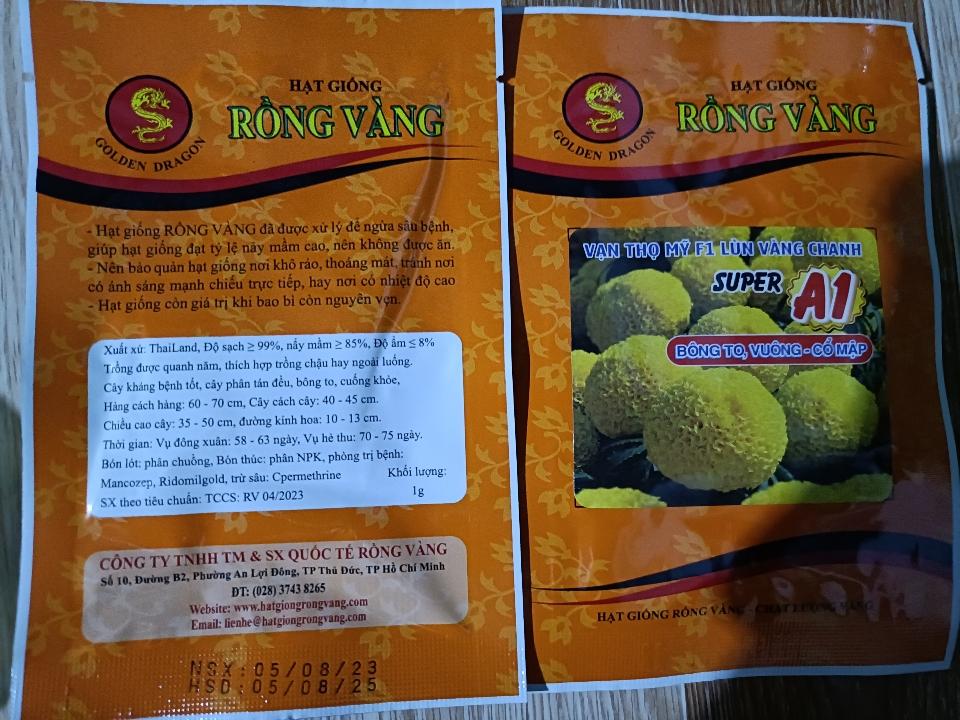 HẠT GIỐNG
RỒNG VÀNG
GOLDEN DRAGON
- Hạt giống RỒNG VÀNG đã được xử lý để ngừa sâu bệnh,
giúp hạt giống đạt tỷ lệ nảy mầm cao, nên không được ăn.
- Nên bảo quản hạt giống nơi khô ráo, thoáng mát, tránh nơi
có ánh sáng mạnh chiếu trực tiếp, hay nơi có nhiệt độ cao
- Hạt giống còn giá trị khi bao bì còn nguyên vẹn.
Xuất xứ: ThaiLand, Độ sạch ≥ 99%, nẩy mầm ≥ 85%, Độ ẩm ≤ 8%
Trồng được quanh năm, thích hợp trồng chậu hay ngoài luống.
Cây kháng bệnh tốt, cây phân tán đều, bông to, cuống khỏe,
Hàng cách hàng: 60 - 70 cm, Cây cách cây: 40 - 45 cm.
Chiều cao cây: 35 - 50 cm, đường kính hoa: 10 - 13 cm.
Thời gian: Vụ đông xuân: 58 - 63 ngày, Vụ hè thu: 70 - 75 ngày.
Bón lót: phân chuồng, Bón thúc: phân NPK, phòng trị bệnh:
Mancozep, Ridomilgold, trừ sâu: Cpermethrine
Khối lượng:
SX theo tiêu chuẩn: TCCS: RV 04/2023
1g
CÔNG TY TNHH TM & SX QUỐC TẾ RỒNG VÀNG
Số 10, Đường B2, Phường An Lợi Đông, TP Thủ Đức, TP Hồ Chí Minh
ĐT: (028) 3743 8265
Website: www.hatgiongrongvang.com
Email: lienhe@hatgiongrongvang.com
NSX: 05/08/23
HSD: 05/08/25
HẠT GIỐNG
RỒNG VÀNG
GOLDEN DRAGON
VẠN THỌ MỸ F1 LÙN VÀNG CHANH
SUPER A1
BÔNG TO, VUÔNG - CỔ MẬP
HẠT GIỐNG RỒNG VÀNG - CHẤT LƯỢNG VÀNG